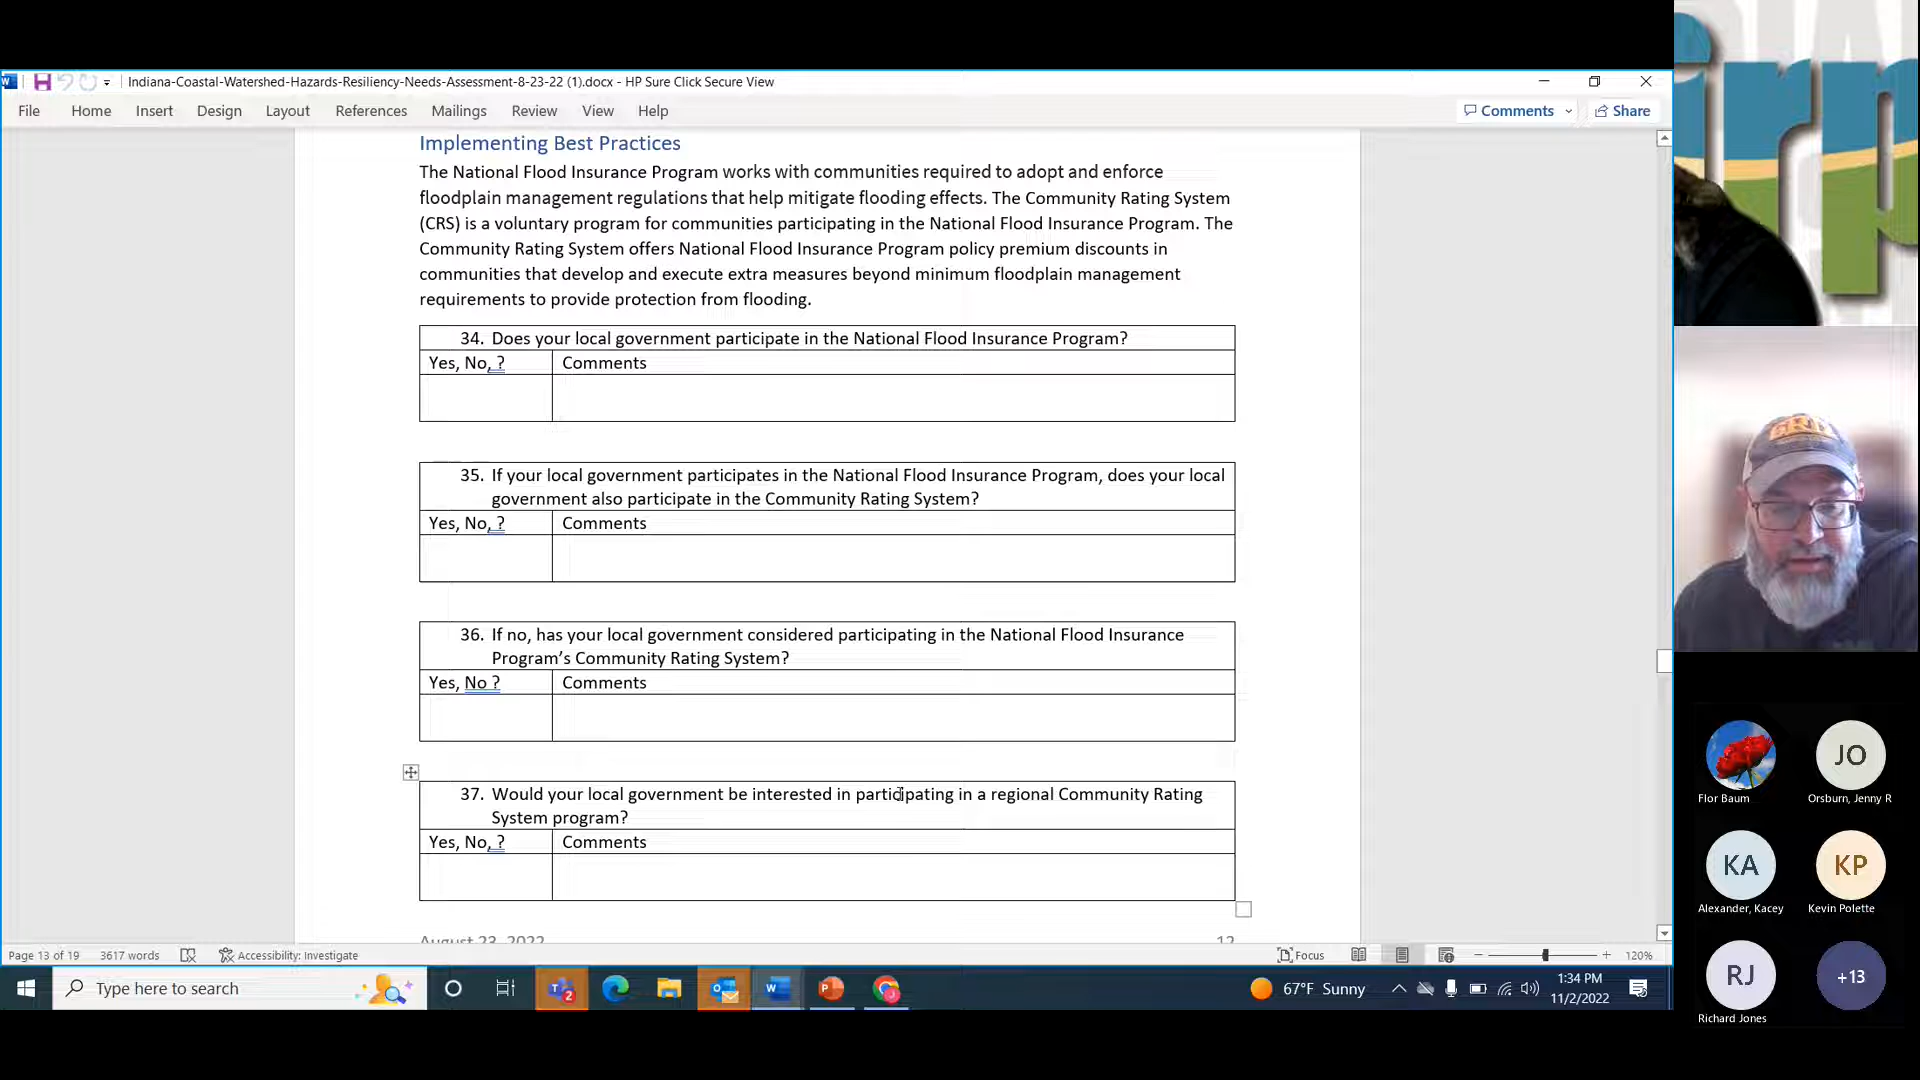 Indiana-Coastal-Watershed-Hazards-Resiliency-Needs-Assessment-8-23-22 (1).docx - HP Sure Click Secure View
File Home Insert Design Layout References Mailings Review View Help Comments Share
Implementing Best Practices
The National Flood Insurance Program works with communities required to adopt and enforce
floodplain management regulations that help mitigate flooding effects. The Community Rating System
(CRS) is a voluntary program for communities participating in the National Flood Insurance Program. The
Community Rating System offers National Flood Insurance Program policy premium discounts in
communities that develop and execute extra measures beyond minimum floodplain management
requirements to provide protection from flooding.
34. Does your local government participate in the National Flood Insurance Program?
Yes, No, ? Comments
35. If your local government participates in the National Flood Insurance Program, does your local
government also participate in the Community Rating System?
Yes, No, ? Comments
36. If no, has your local government considered participating in the National Flood Insurance
Program’s Community Rating System?
Yes, No ? Comments
37. Would your local government be interested in participating in a regional Community Rating
System program?
Yes, No, ? Comments
August 23, 2022 12
Page 13 of 19 3617 words Accessibility: Investigate Focus 120%
Type here to search
2
67°F Sunny
1:34 PM
11/2/2022
irp
Flor Baum
JO
Orsburn, Jenny R
KA
Alexander, Kacey
KP
Kevin Polette
RJ
Richard Jones
+13